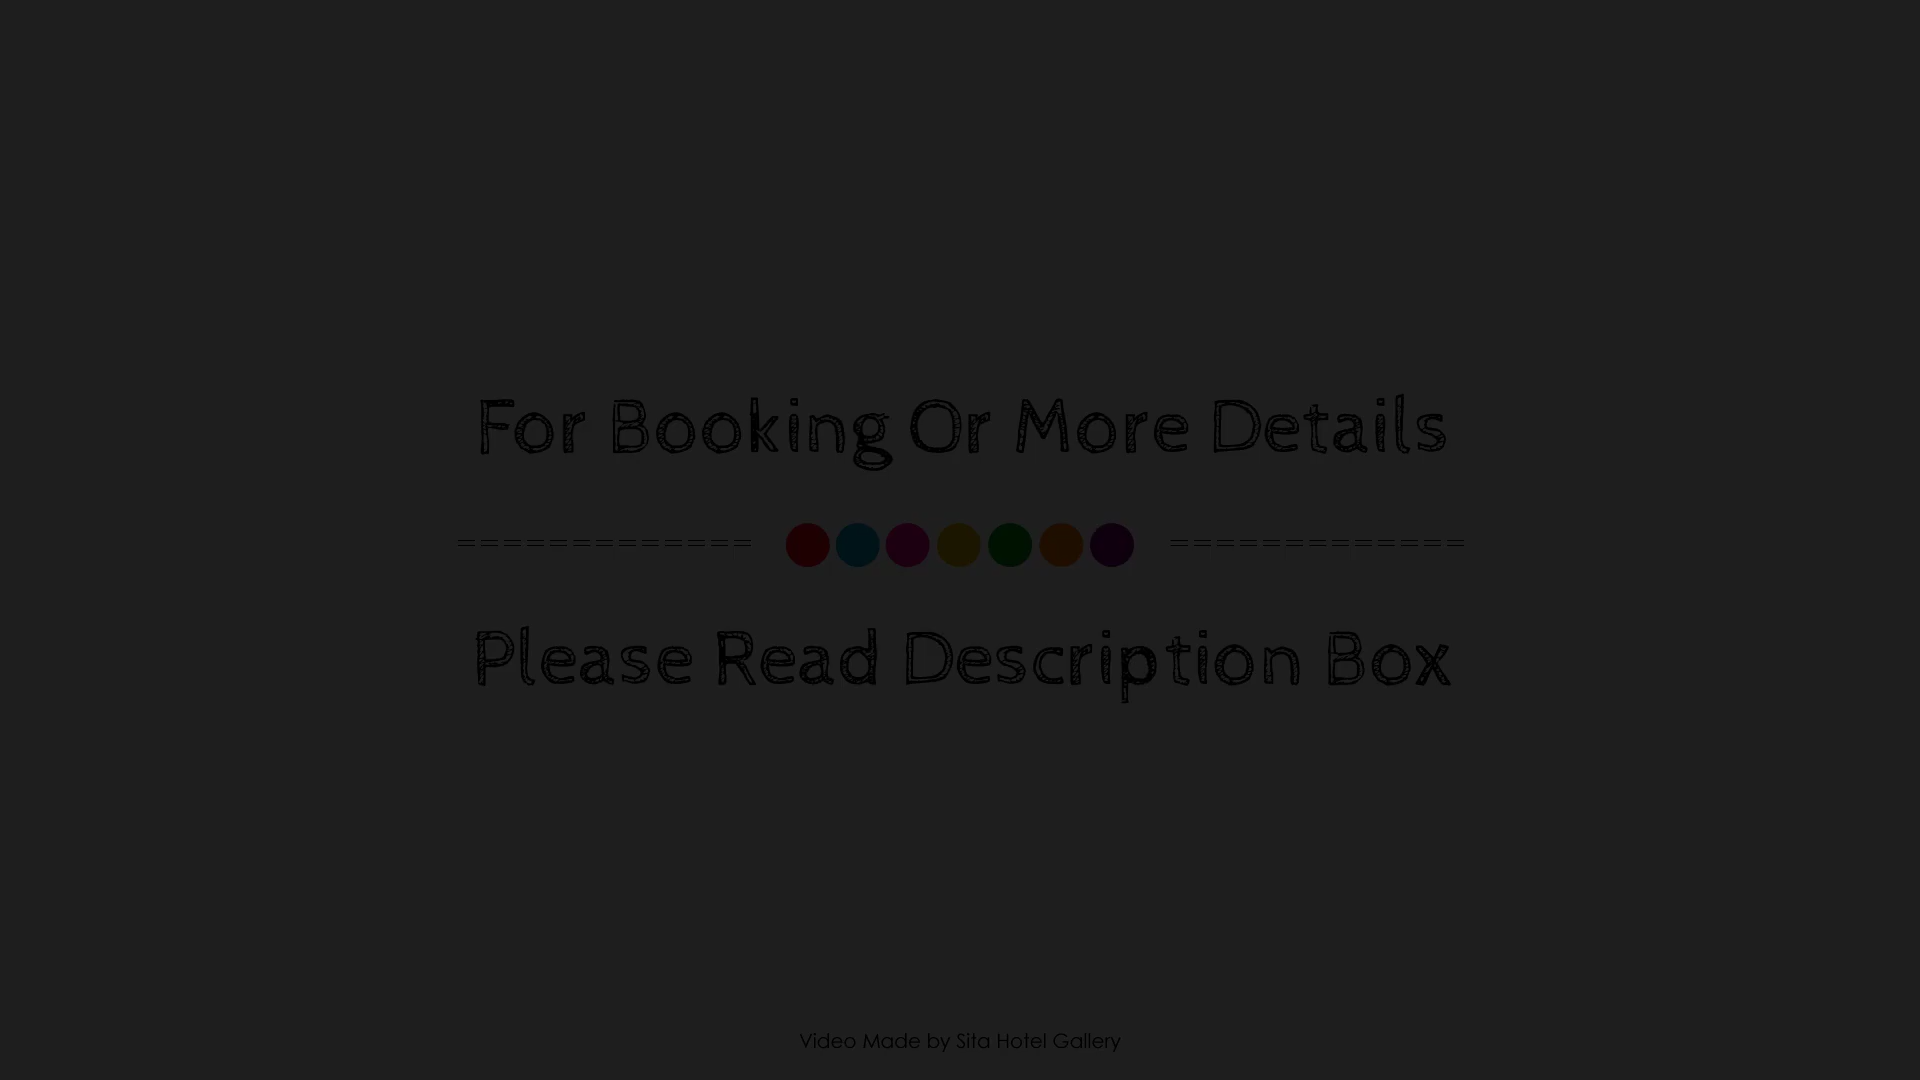 For Booking Or More Details
============= =============
Please Read Description Box
Video Made by Sita Hotel Gallery